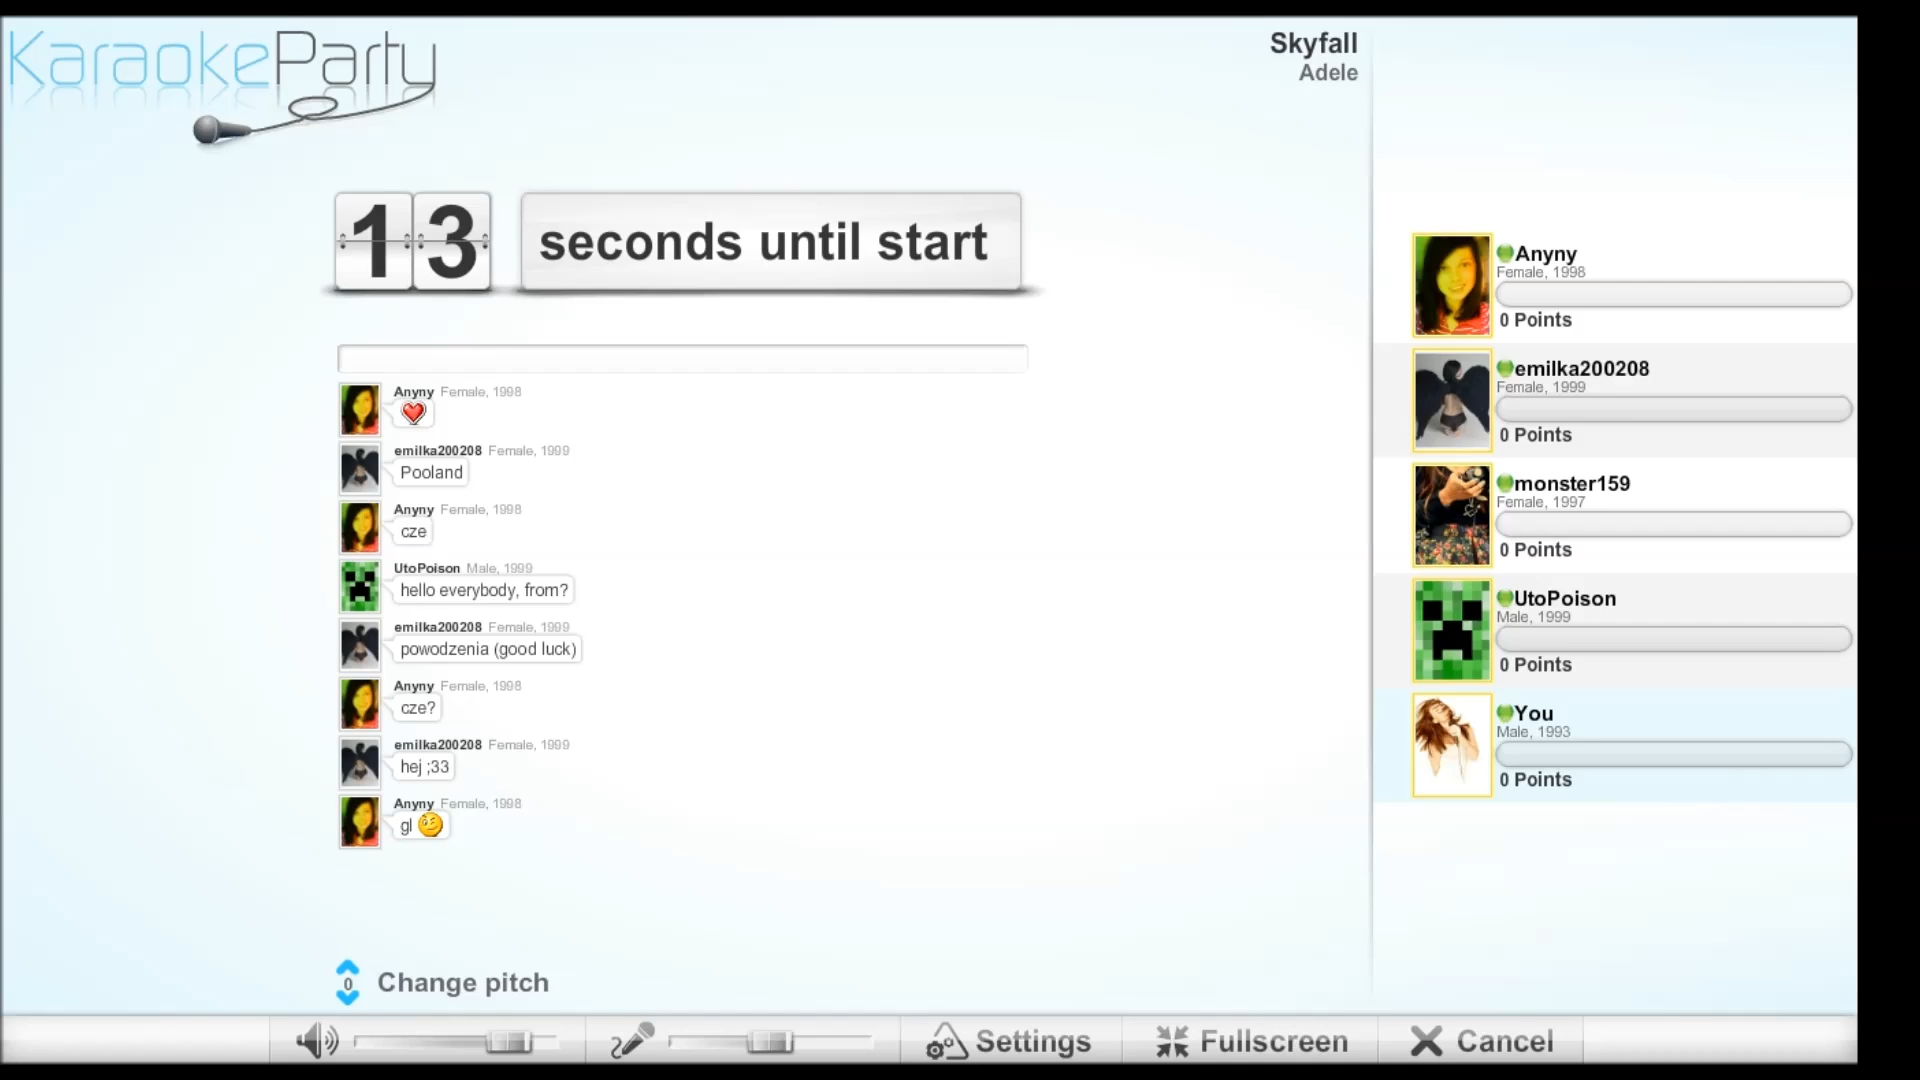 KaraokeParty
Skyfall
Adele
13 seconds until start
Anyny Female, 1998
emilka200208 Female, 1999
Pooland
Anyny Female, 1998
cze
UtoPoison Male, 1999
hello everybody, from?
emilka200208 Female, 1999
powodzenia (good luck)
Anyny Female, 1998
cze?
emilka200208 Female, 1999
hej ;33
Anyny Female, 1998
gl
0 Change pitch
Anyny
Female, 1998
0 Points
emilka200208
Female, 1999
0 Points
monster159
Female, 1997
0 Points
UtoPoison
Male, 1999
0 Points
You
Male, 1993
0 Points
Settings
Fullscreen
Cancel